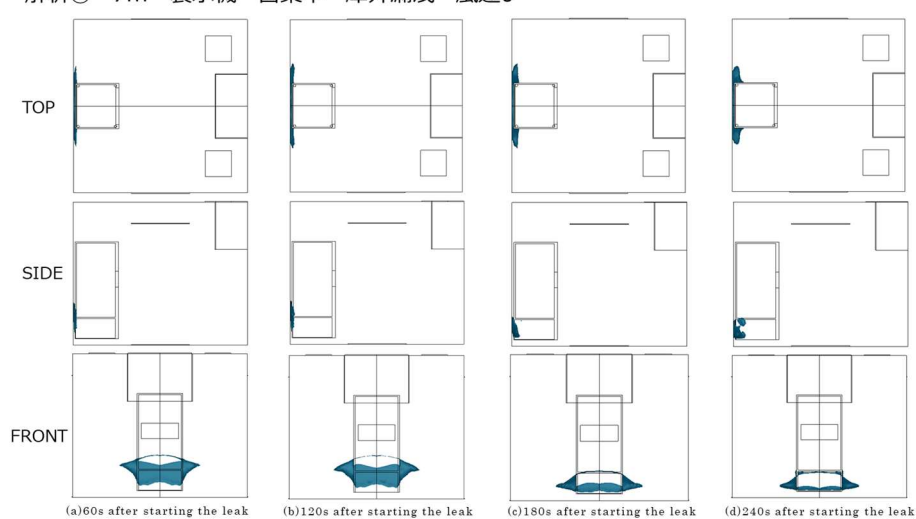 TOP
SIDE
FRONT
(a)60s after starting the leak
(b)120s after starting the leak
(c)180s after starting the leak
(d)240s after starting the leak